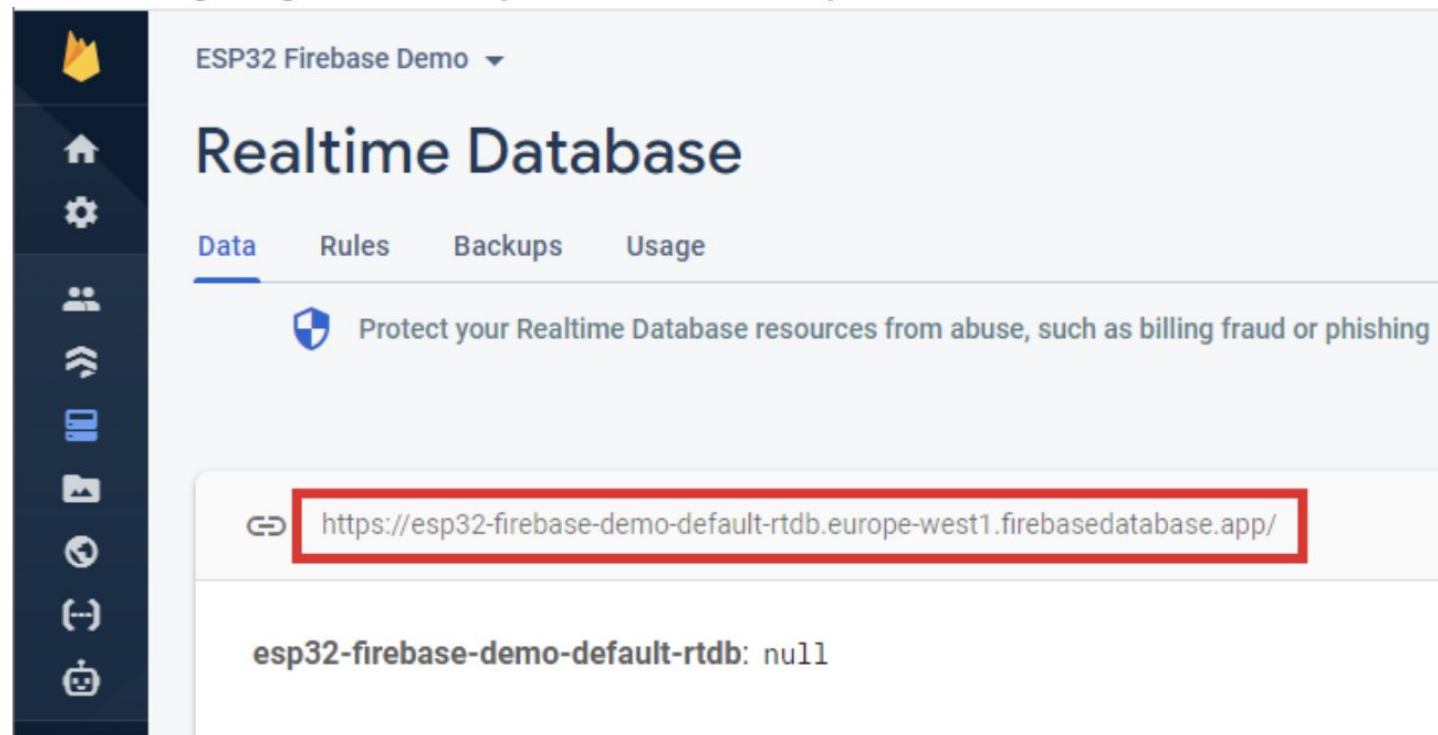 ESP32 Firebase Demo
Realtime Database
Data Rules Backups Usage
Protect your Realtime Database resources from abuse, such as billing fraud or phishing
https://esp32-firebase-demo-default-rtdb.europe-west1.firebasedatabase.app/
esp32-firebase-demo-default-rtdb: null